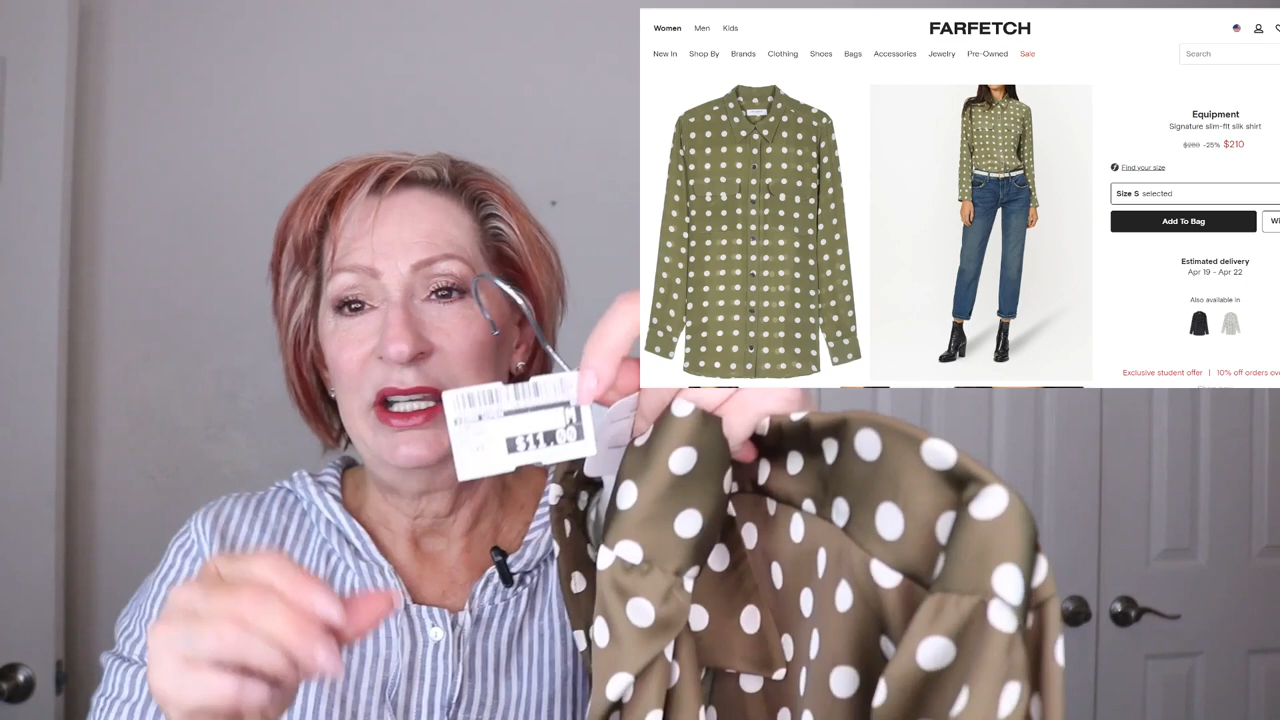 Women Men Kids
FARFETCH
New In Shop By Brands Clothing Shoes Bags Accessories Jewelry Pre-Owned Sale
Search
Equipment
Signature slim-fit silk shirt
$280 -25% $210
Find your size
Size S selected
Add To Bag
Wi
Estimated delivery
Apr 19 - Apr 22
Also available in
Exclusive student offer | 10% off orders ov
M
$11.00